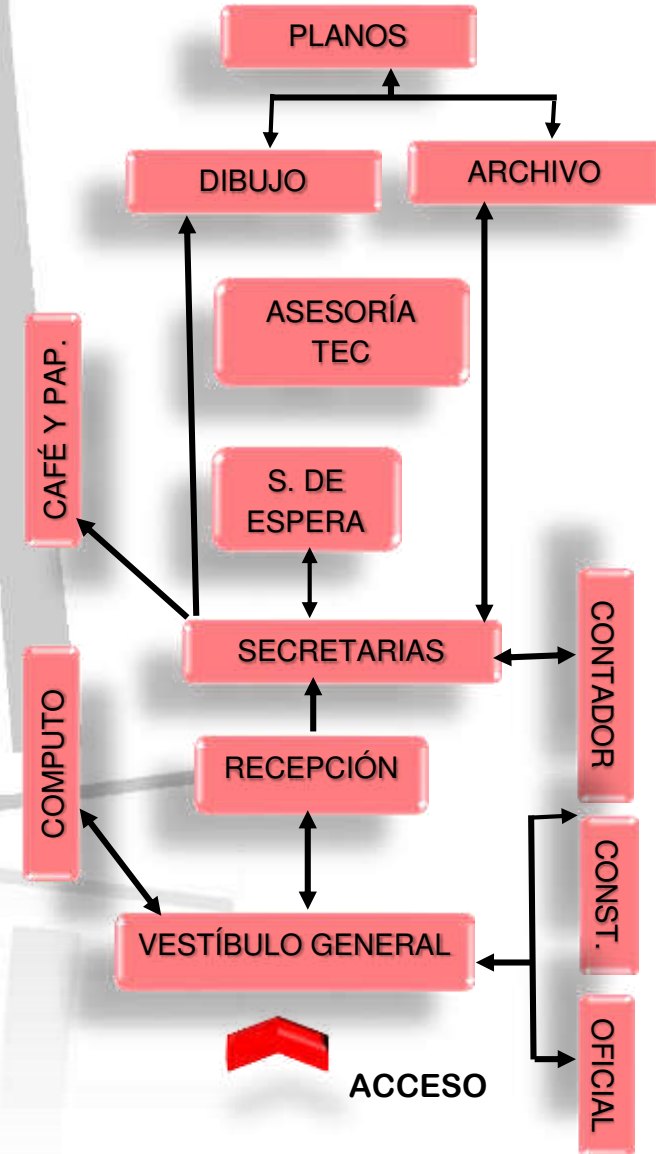 PLANOS
DIBUJO
ARCHIVO
ASESORÍA
TEC
CAFÉ Y PAP.
S. DE
ESPERA
SECRETARIAS
CONTADOR
COMPUTO
RECEPCIÓN
CONST.
VESTÍBULO GENERAL
OFICIAL
ACCESO